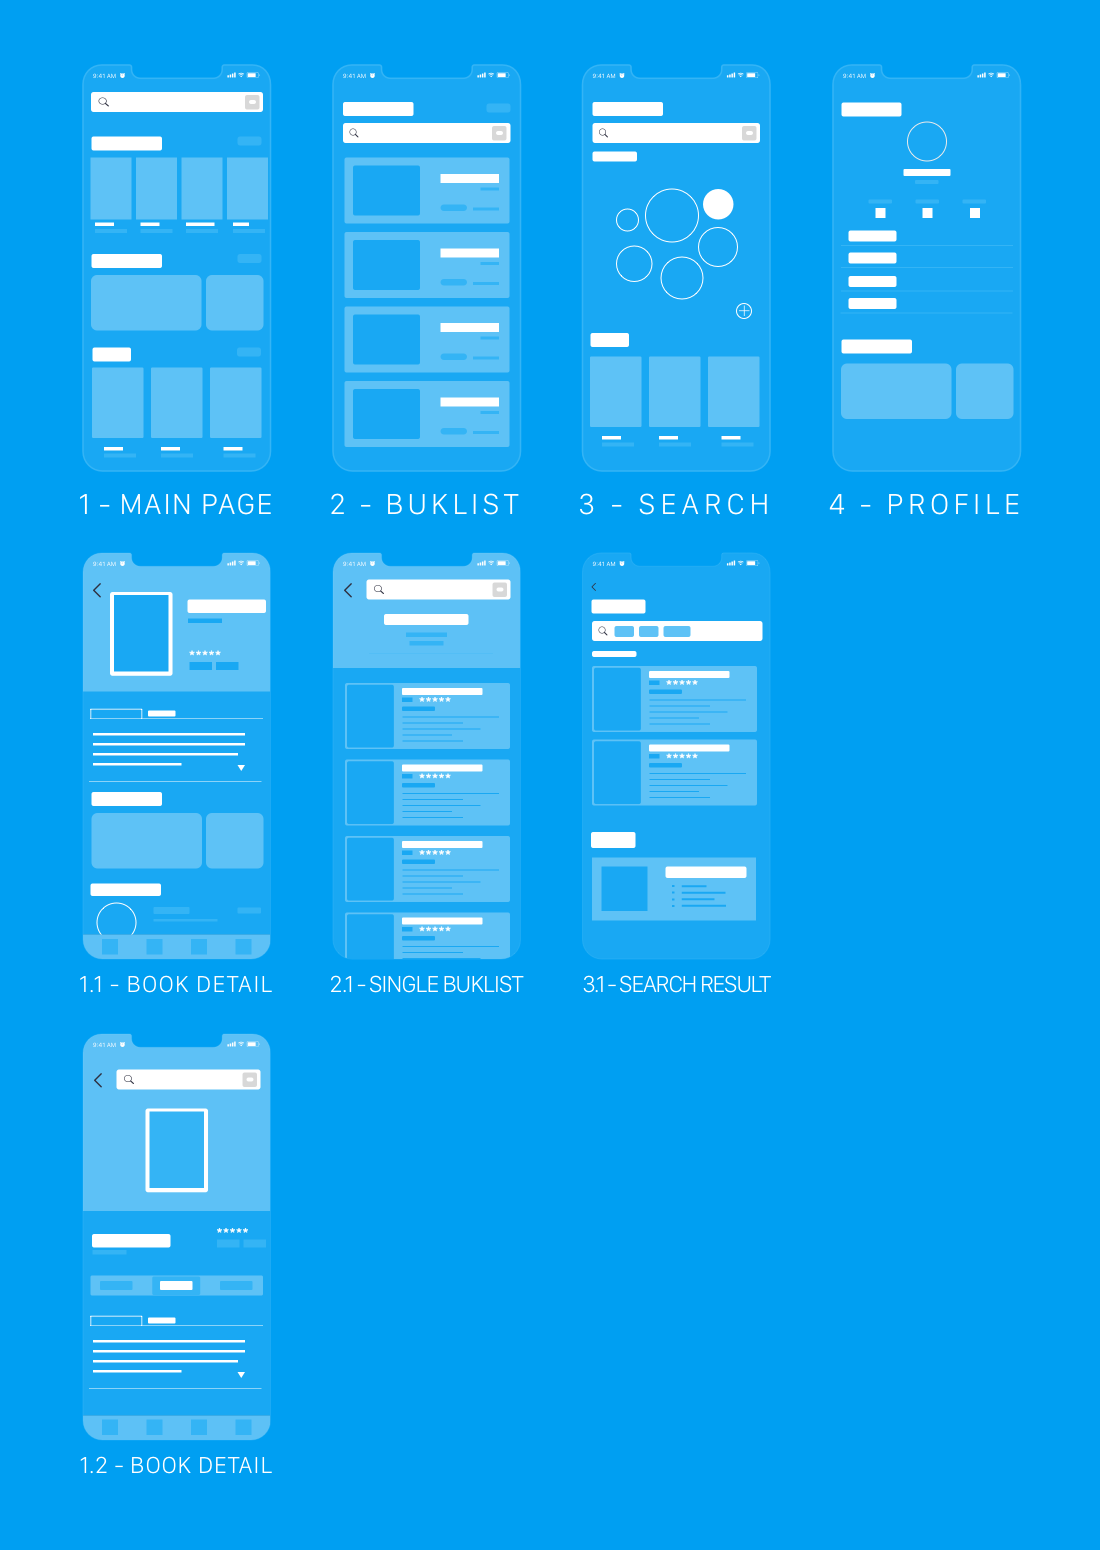 9:41 AM
9:41 AM
9:41 AM
9:41 AM
1 - MAIN PAGE
2 - BUKLIST
3 - SEARCH
4 - PROFILE
9:41 AM
9:41 AM
9:41 AM
1.1 - BOOK DETAIL
2.1 - SINGLE BUKLIST
3.1 - SEARCH RESULT
9:41 AM
1.2 - BOOK DETAIL